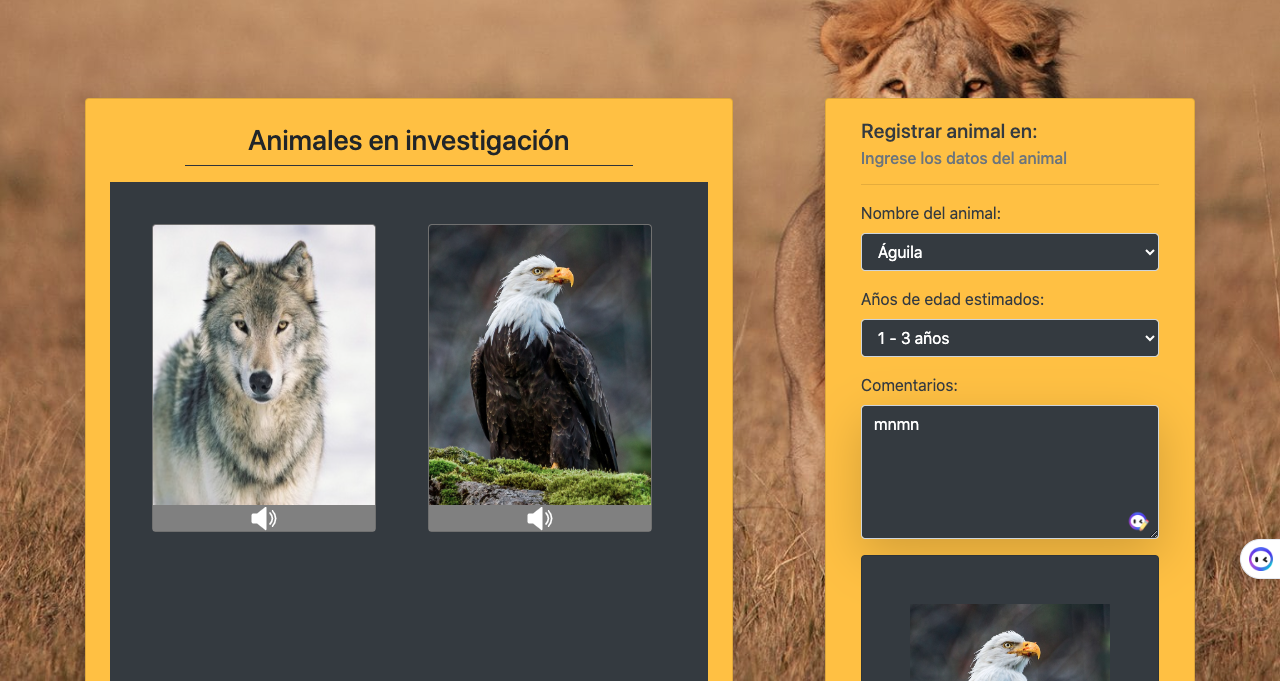 Animales en investigación
Registrar animal en:
Ingrese los datos del animal
Nombre del animal:
Águila
Años de edad estimados:
1 - 3 años
Comentarios:
mnmn